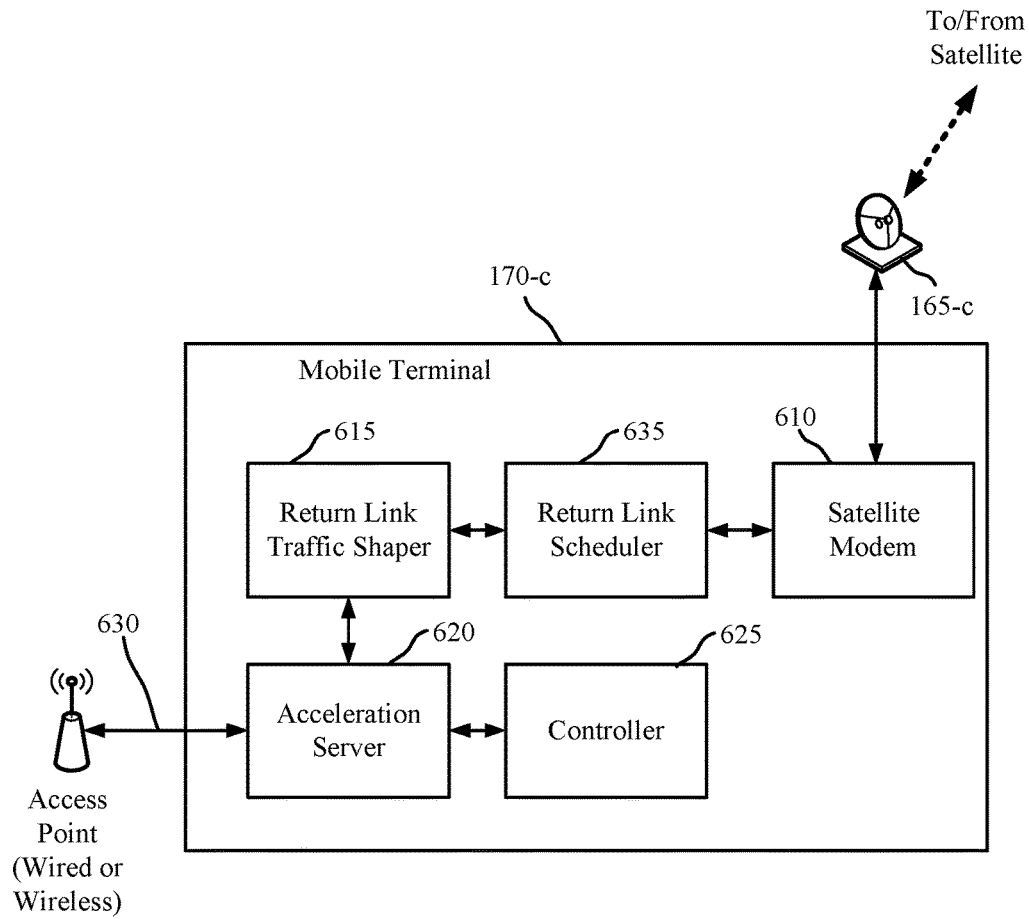 To/From
Satellite
165-c
170-c
Mobile Terminal
615
635
610
Return Link
Traffic Shaper
Return Link
Scheduler
Satellite
Modem
630
620
625
Acceleration
Server
Controller
Access
Point
(Wired or
Wireless)